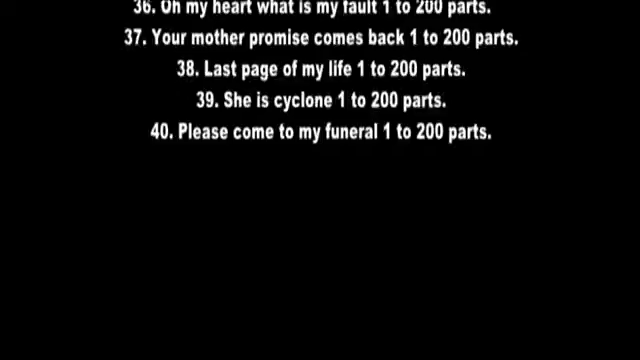 36. Oh my heart what is my fault 1 to 200 parts.
37. Your mother promise comes back 1 to 200 parts.
38. Last page of my life 1 to 200 parts.
39. She is cyclone 1 to 200 parts.
40. Please come to my funeral 1 to 200 parts.